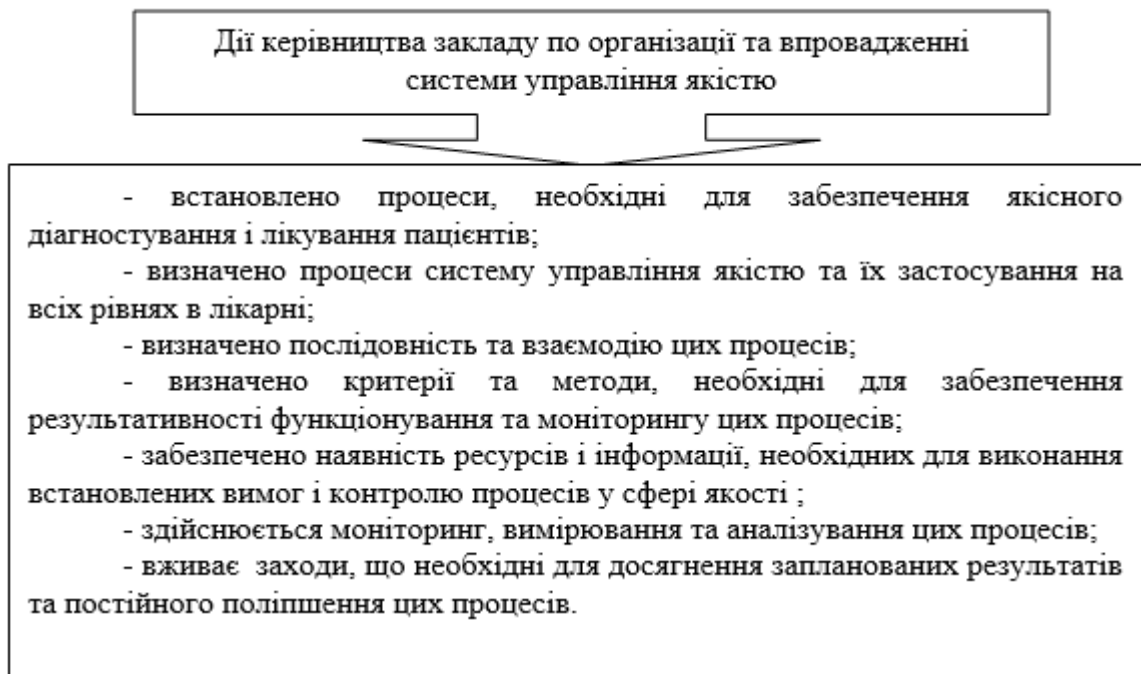 Дії керівництва закладу по організації та впровадженні
системи управління якістю
- встановлено процеси, необхідні для забезпечення якісного
діагностування і лікування пацієнтів;
- визначено процеси систему управління якістю та їх застосування на
всіх рівнях в лікарні;
- визначено послідовність та взаємодію цих процесів;
- визначено критерії та методи, необхідні для забезпечення
результативності функціонування та моніторингу цих процесів;
- забезпечено наявність ресурсів і інформації, необхідних для виконання
встановлених вимог і контролю процесів у сфері якості ;
- здійснюється моніторинг, вимірювання та аналізування цих процесів;
- вживає заходи, що необхідні для досягнення запланованих результатів
та постійного поліпшення цих процесів.